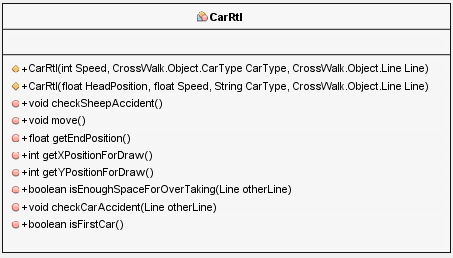 CarRtl
+CarRtl(int Speed, CrossWalk.Object.CarType CarType, CrossWalk.Object.Line Line)
+CarRtl(float HeadPosition, float Speed, String CarType, CrossWalk.Object.Line Line)
+void checkSheepAccident()
+void move()
+float getEndPosition()
+int getXPositionForDraw()
+int getYPositionForDraw()
+boolean isEnoughSpaceForOverTaking(Line otherLine)
+void checkCarAccident(Line otherLine)
+boolean isFirstCar()